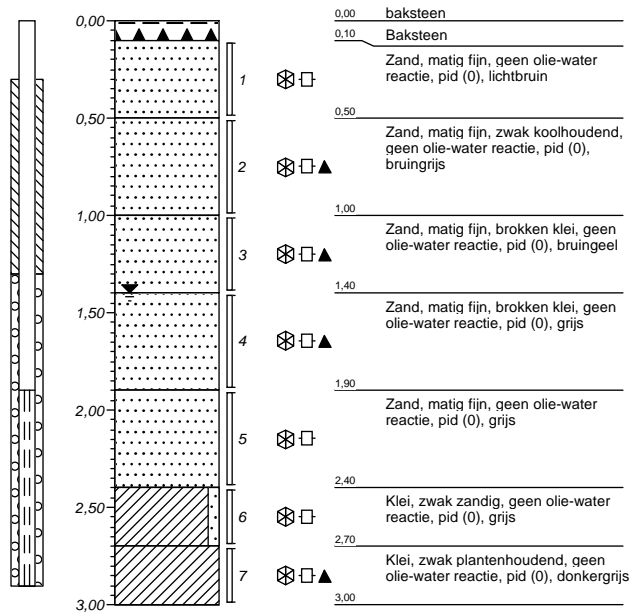 0,00
0,50
1,00
1,50
2,00
2,50
3,00
1
2
3
4
5
6
7
0,00 baksteen
0,10 Baksteen
Zand, matig fijn, geen olie-water
reactie, pid (0), lichtbruin
0,50
Zand, matig fijn, zwak koolhoudend,
geen olie-water reactie, pid (0),
bruingrijs
1,00
Zand, matig fijn, brokken klei, geen
olie-water reactie, pid (0), bruingeel
1,40
Zand, matig fijn, brokken klei, geen
olie-water reactie, pid (0), grijs
1,90
Zand, matig fijn, geen olie-water
reactie, pid (0), grijs
2,40
Klei, zwak zandig, geen olie-water
reactie, pid (0), grijs
2,70
Klei, zwak plantenhoudend, geen
olie-water reactie, pid (0), donkergrijs
3,00